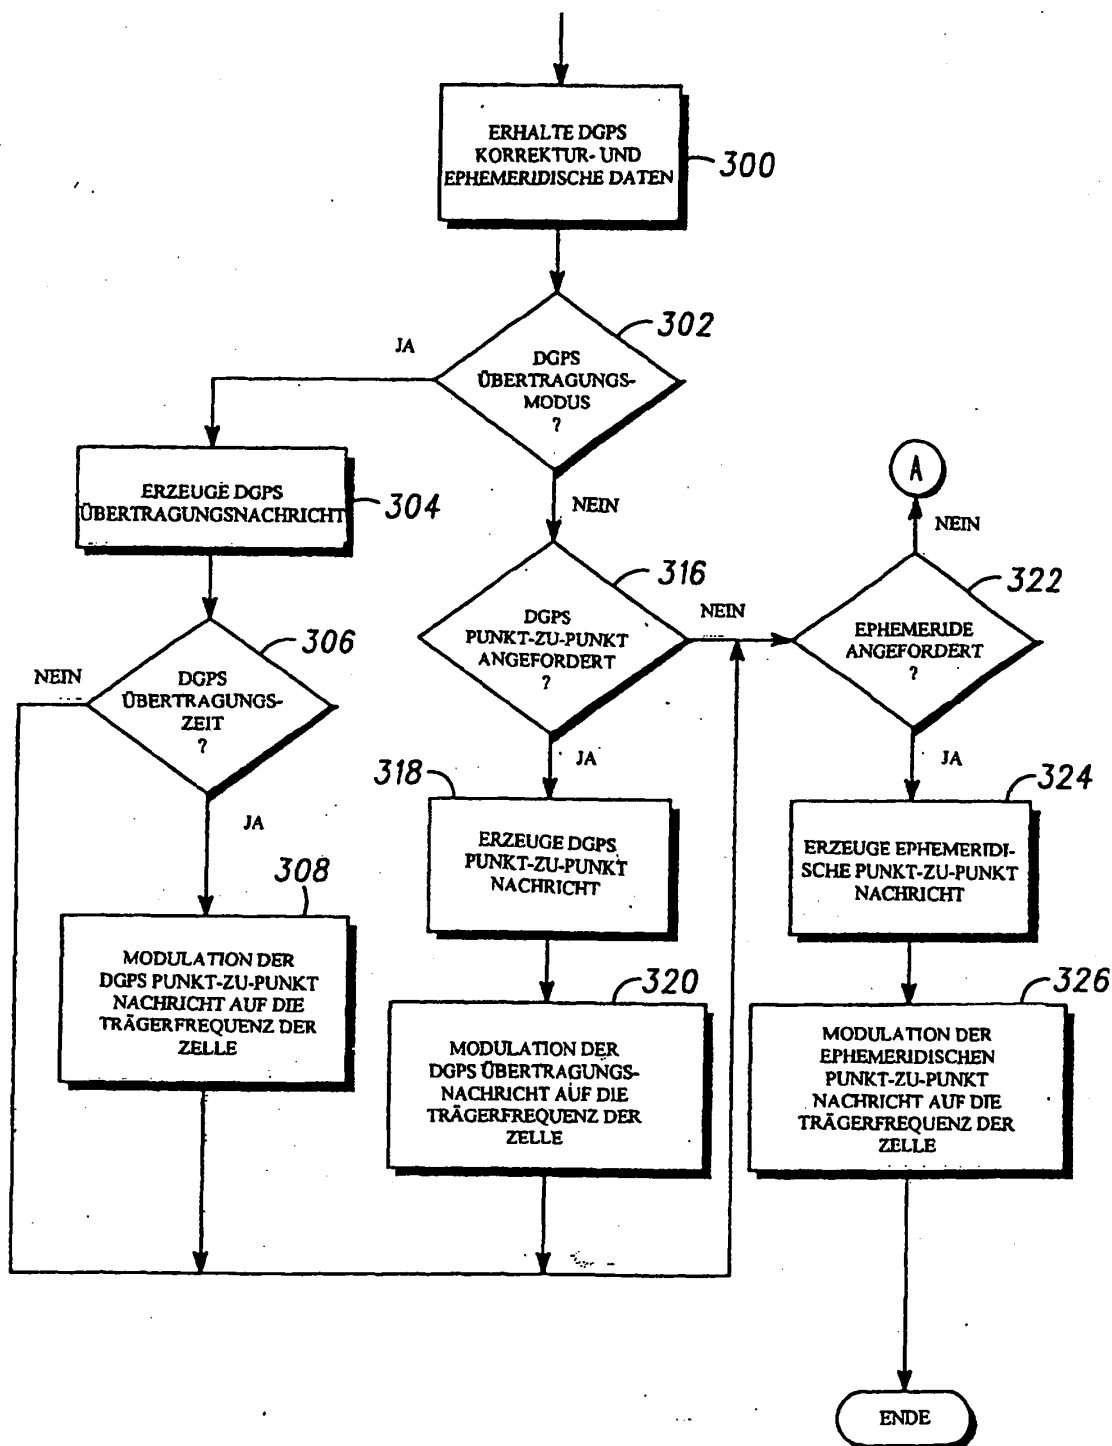 ERHALTE DGPS
KORREKTUR- UND
EPHEMERIDISCHE DATEN
300
302
JA
DGPS
ÜBERTRAGUNGS-
MODUS
?
NEIN
ERZEUGE DGPS
ÜBERTRAGUNGSNACHRICHT
304
306
NEIN
DGPS
ÜBERTRAGUNGS-
ZEIT
?
JA
308
MODULATION DER
DGPS PUNKT-ZU-PUNKT
NACHRICHT AUF DIE
TRÄGERFREQUENZ DER
ZELLE
316
DGPS
PUNKT-ZU-PUNKT
ANGEFORDERT
?
NEIN
JA
318
ERZEUGE DGPS
PUNKT-ZU-PUNKT
NACHRICHT
320
MODULATION DER
DGPS ÜBERTRAGUNGS-
NACHRICHT AUF DIE
TRÄGERFREQUENZ DER
ZELLE
A
NEIN
322
EPHEMERIDE
ANGEFORDERT
?
JA
324
ERZEUGE EPHEMERIDI-
SCHE PUNKT-ZU-PUNKT
NACHRICHT
326
MODULATION DER
EPHEMERIDISCHEN
PUNKT-ZU-PUNKT
NACHRICHT AUF DIE
TRÄGERFREQUENZ DER
ZELLE
ENDE